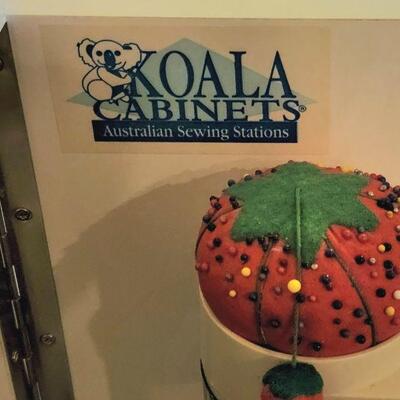 KOALA
CABINETS®
Australian Sewing Stations